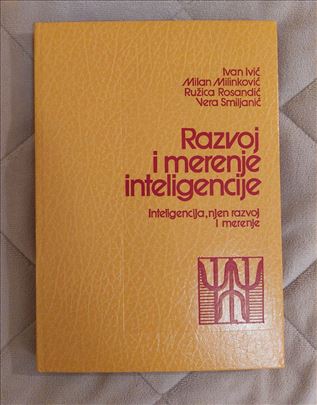 Ivan Ivić
Milan Milinković
Ružica Rosandić
Vera Smiljanić
Razvoj
i merenje
inteligencije
Inteligencija, njen razvoj
i merenje